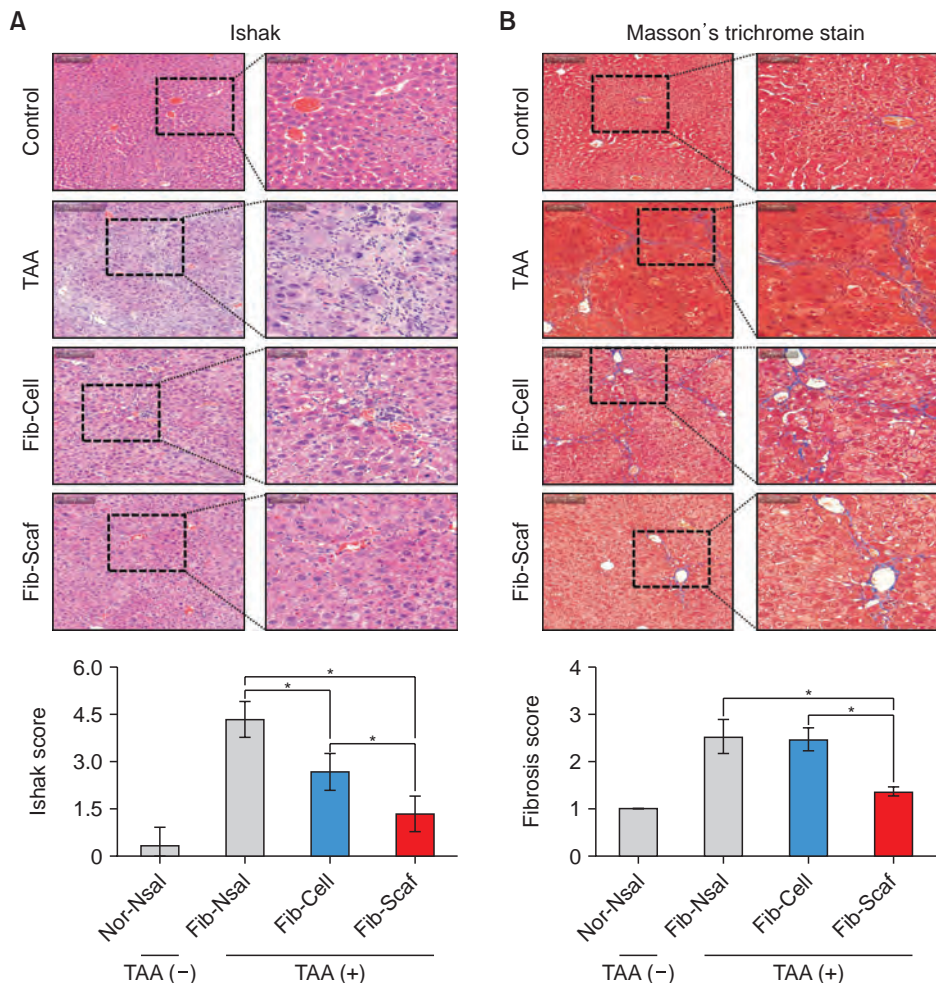 A
Ishak
Control
TAA
Fib-Cell
Fib-Scaf
6.0
4.5
3.0
1.5
0
Ishak score
*
*
*
Nor-Nsal
Fib-Nsal
Fib-Cell
Fib-Scaf
TAA (−)
TAA (+)
B
Masson's trichrome stain
Control
TAA
Fib-Cell
Fib-Scaf
4
3
2
1
0
Fibrosis score
*
*
Nor-Nsal
Fib-Nsal
Fib-Cell
Fib-Scaf
TAA (−)
TAA (+)